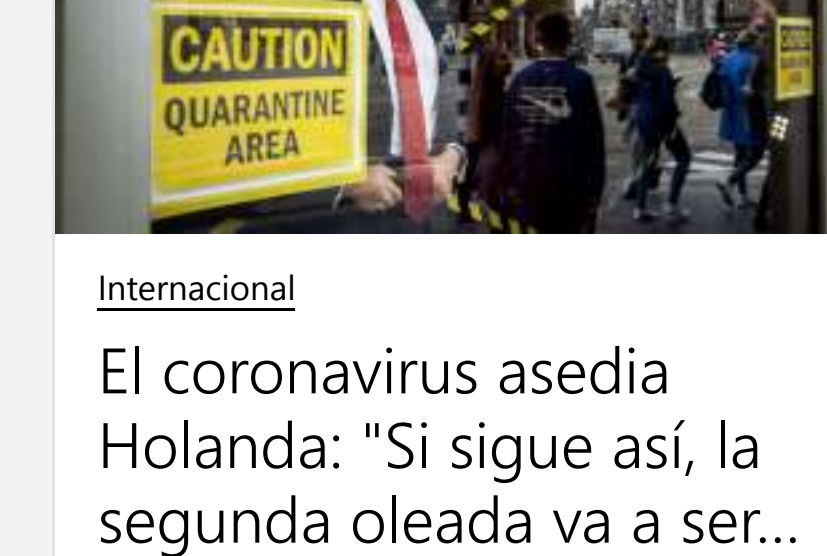 CAUTION
QUARANTINE
AREA
Internacional
El coronavirus asedia
Holanda: "Si sigue así, la
segunda oleada va a ser...